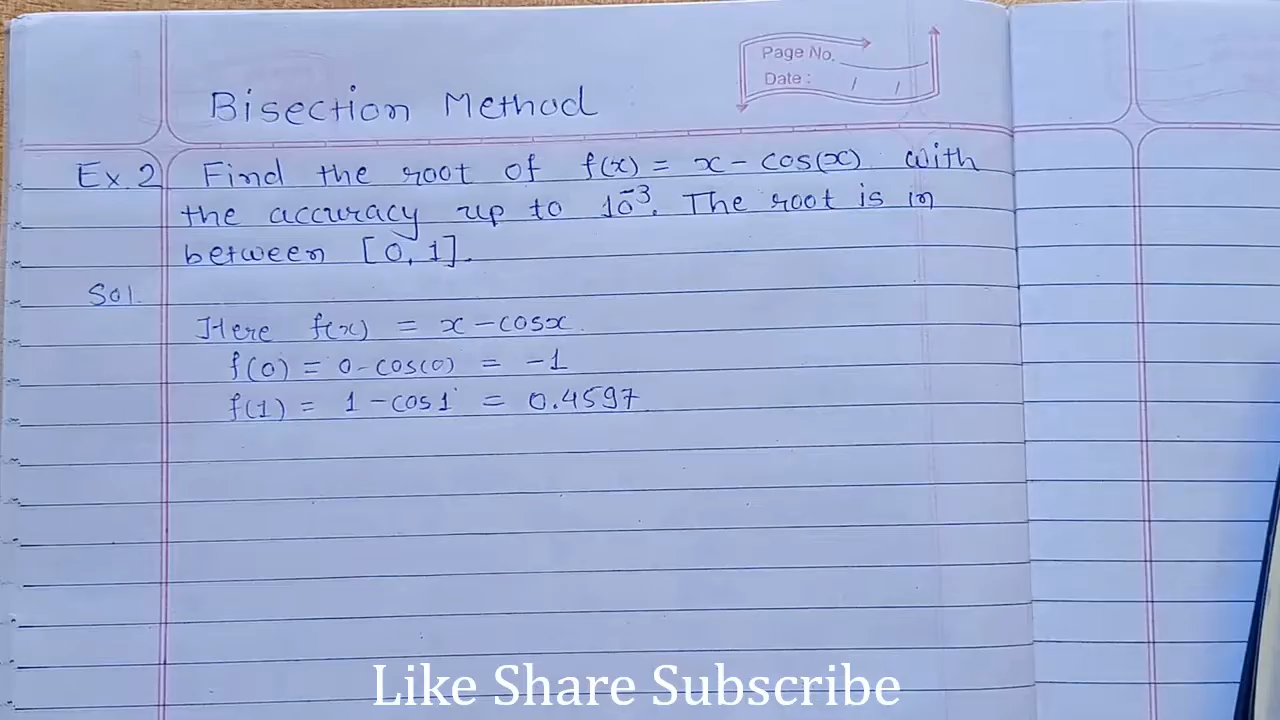 Page No.
Date : / /
Bisection Method
Ex. 2 Find the root of f(x) = x - cos(x) with
the accuracy up to 10⁻³. The root is in
between [0, 1].
Sol.
Here f(x) = x - cosx.
f(0) = 0 - cos(0) = -1
f(1) = 1 - cos1 = 0.4597
Like Share Subscribe